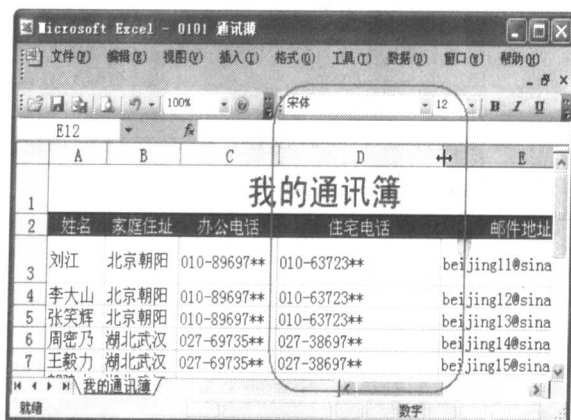 Microsoft Excel - 0101 通讯簿
文件(F) 编辑(E) 视图(V) 插入(I) 格式(O) 工具(T) 数据(D) 窗口(W) 帮助(H)
100% 宋体 12 B I U
E12 fx
A B C D E
1 我的通讯簿
2 姓名 家庭住址 办公电话 住宅电话 邮件地址
3 刘江 北京朝阳 010-89697** 010-63723** beijing11@sina
4 李大山 北京朝阳 010-89697** 010-63723** beijing12@sina
5 张笑辉 北京朝阳 010-89697** 010-63723** beijing13@sina
6 周密乃 湖北武汉 027-69735** 027-38697** beijing14@sina
7 王毅力 湖北武汉 027-69735** 027-38697** beijing15@sina
我的通讯簿
就绪 数字